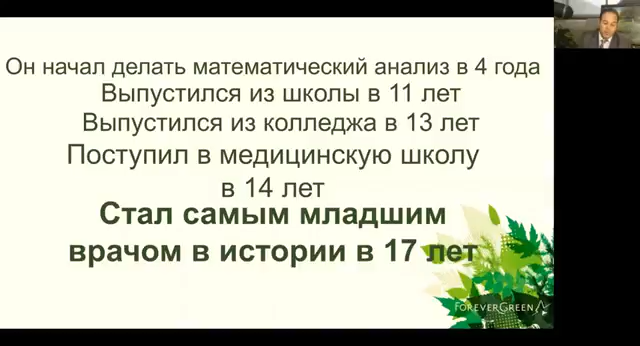 Он начал делать математический анализ в 4 года
Выпустился из школы в 11 лет
Выпустился из колледжа в 13 лет
Поступил в медицинскую школу
в 14 лет
Стал самым младшим
врачом в истории в 17 лет
FOREVERGREEN